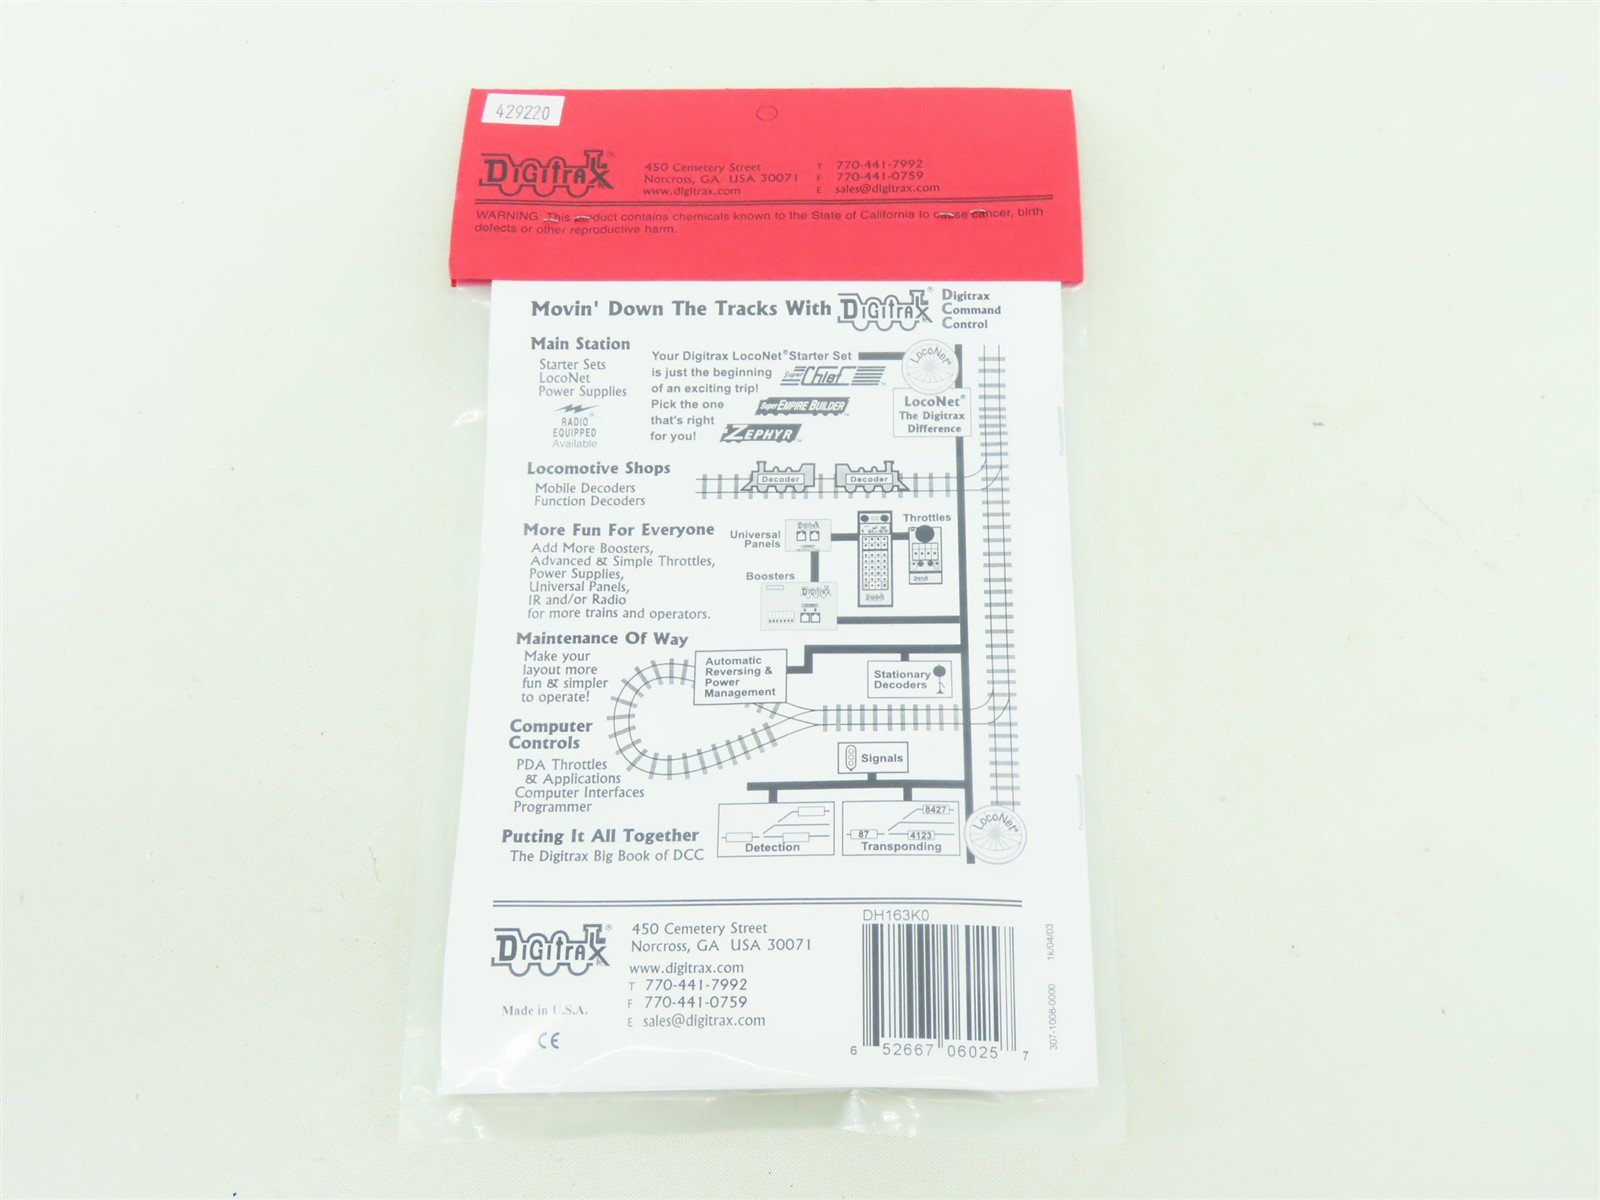 429220
DIGITRAX
450 Cemetery Street
Norcross, GA USA 30071
www.digitrax.com
T 770-441-7992
F 770-441-0759
E sales@digitrax.com
WARNING: This product contains chemicals known to the State of California to cause cancer, birth
defects or other reproductive harm.
Movin' Down The Tracks With DIGITRAX
Digitrax
Command
Control
Main Station
Starter Sets
LocoNet
Power Supplies
RADIO®
EQUIPPED
Available
Your Digitrax LocoNet® Starter Set
is just the beginning
of an exciting trip!
Pick the one
that's right
for you!
Super Chief
Super EMPIRE BUILDER
ZEPHYR
LocoNet®
LocoNet®
The Digitrax
Difference
Locomotive Shops
Mobile Decoders
Function Decoders
Decoder
Decoder
More Fun For Everyone
Add More Boosters,
Advanced & Simple Throttles,
Power Supplies,
Universal Panels,
IR and/or Radio
for more trains and operators.
Universal
Panels
Throttles
DIGITRAX
Boosters
DIGITRAX
DIGITRAX
Maintenance Of Way
Make your
layout more
fun & simpler
to operate!
Automatic
Reversing &
Power
Management
Stationary
Decoders
Computer
Controls
PDA Throttles
& Applications
Computer Interfaces
Programmer
Signals
Putting It All Together
The Digitrax Big Book of DCC
Detection
8427
87
4123
Transponding
LocoNet®
DIGITRAX®
450 Cemetery Street
Norcross, GA USA 30071
www.digitrax.com
T 770-441-7992
F 770-441-0759
E sales@digitrax.com
Made in U.S.A.
CE
DH163K0
6 52667 06025 7
307-1008-0000 1k/04/03